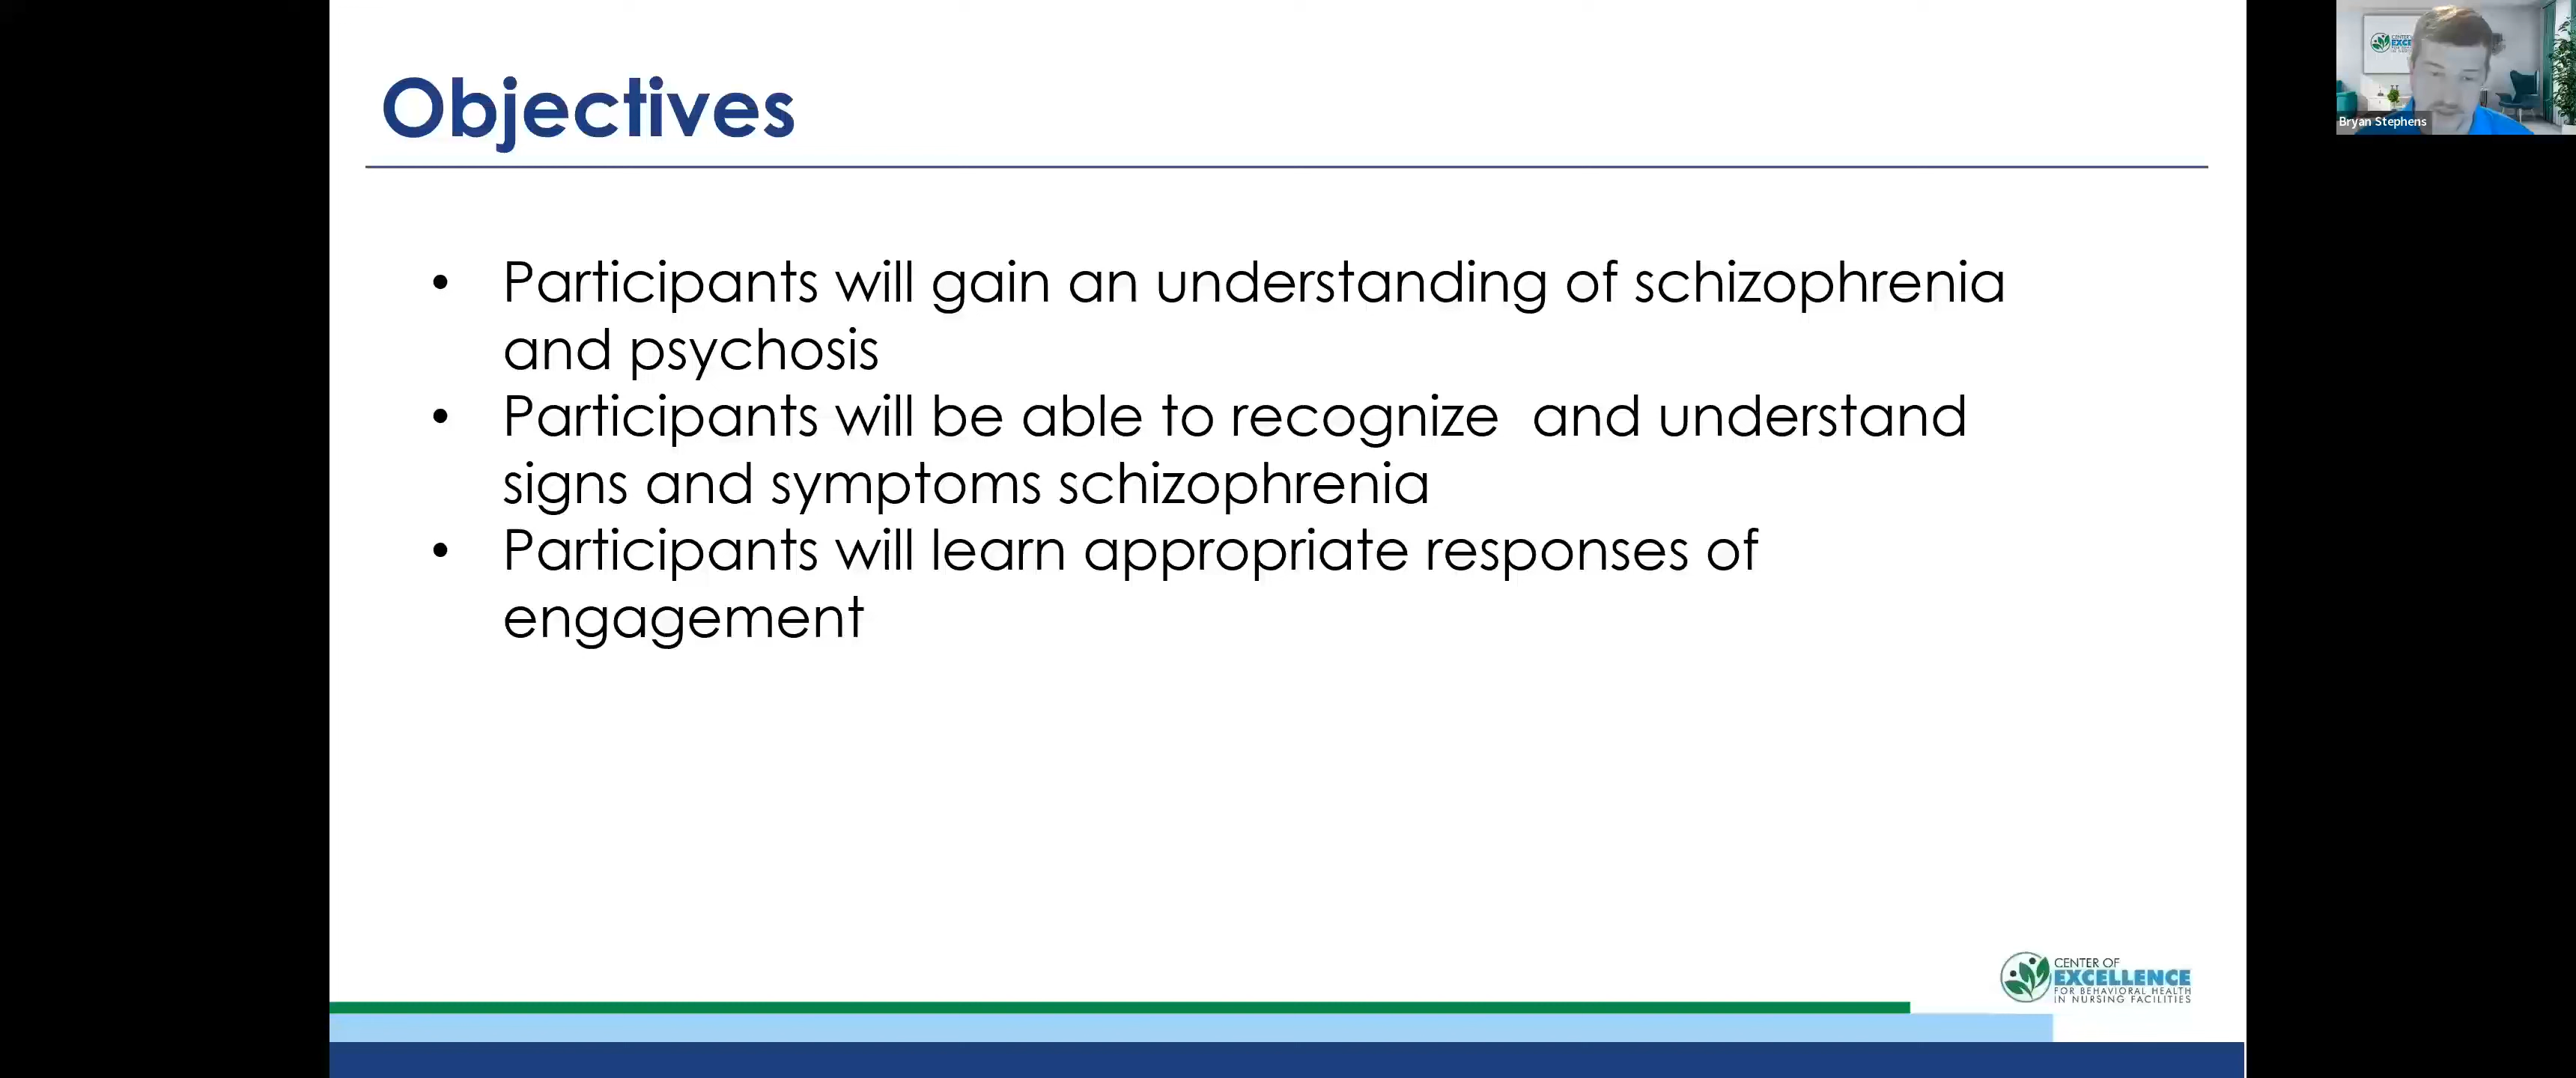 Objectives
• Participants will gain an understanding of schizophrenia
and psychosis
• Participants will be able to recognize  and understand
signs and symptoms schizophrenia
• Participants will learn appropriate responses of
engagement
CENTER OF
EXCELLENCE
FOR BEHAVIORAL HEALTH
IN NURSING FACILITIES
Bryan Stephens